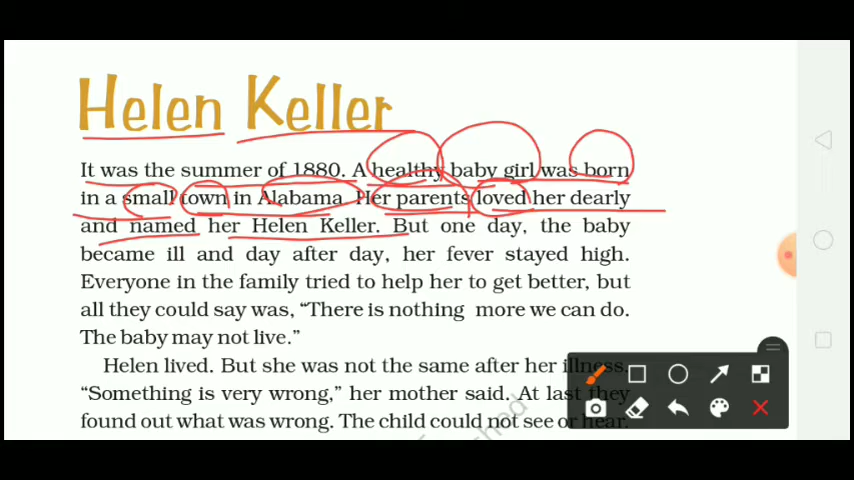 Helen Keller
It was the summer of 1880. A healthy baby girl was born
in a small town in Alabama. Her parents loved her dearly
and named her Helen Keller. But one day, the baby
became ill and day after day, her fever stayed high.
Everyone in the family tried to help her to get better, but
all they could say was, “There is nothing more we can do.
The baby may not live.”
Helen lived. But she was not the same after her illness.
“Something is very wrong,” her mother said. At last they
found out what was wrong. The child could not see or hear.